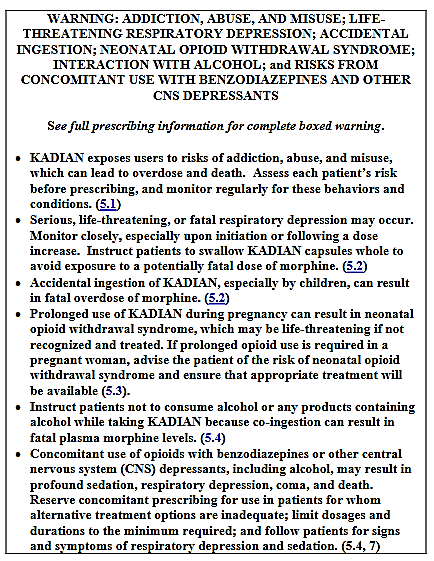 WARNING: ADDICTION, ABUSE, AND MISUSE; LIFE-
THREATENING RESPIRATORY DEPRESSION; ACCIDENTAL
INGESTION; NEONATAL OPIOID WITHDRAWAL SYNDROME;
INTERACTION WITH ALCOHOL; and RISKS FROM
CONCOMITANT USE WITH BENZODIAZEPINES AND OTHER
CNS DEPRESSANTS
See full prescribing information for complete boxed warning.
• KADIAN exposes users to risks of addiction, abuse, and misuse,
which can lead to overdose and death. Assess each patient’s risk
before prescribing, and monitor regularly for these behaviors and
conditions. (5.1)
• Serious, life-threatening, or fatal respiratory depression may occur.
Monitor closely, especially upon initiation or following a dose
increase. Instruct patients to swallow KADIAN capsules whole to
avoid exposure to a potentially fatal dose of morphine. (5.2)
• Accidental ingestion of KADIAN, especially by children, can result
in fatal overdose of morphine. (5.2)
• Prolonged use of KADIAN during pregnancy can result in neonatal
opioid withdrawal syndrome, which may be life-threatening if not
recognized and treated. If prolonged opioid use is required in a
pregnant woman, advise the patient of the risk of neonatal opioid
withdrawal syndrome and ensure that appropriate treatment will
be available (5.3).
• Instruct patients not to consume alcohol or any products containing
alcohol while taking KADIAN because co-ingestion can result in
fatal plasma morphine levels. (5.4)
• Concomitant use of opioids with benzodiazepines or other central
nervous system (CNS) depressants, including alcohol, may result in
profound sedation, respiratory depression, coma, and death.
Reserve concomitant prescribing for use in patients for whom
alternative treatment options are inadequate; limit dosages and
durations to the minimum required; and follow patients for signs
and symptoms of respiratory depression and sedation. (5.4, 7)